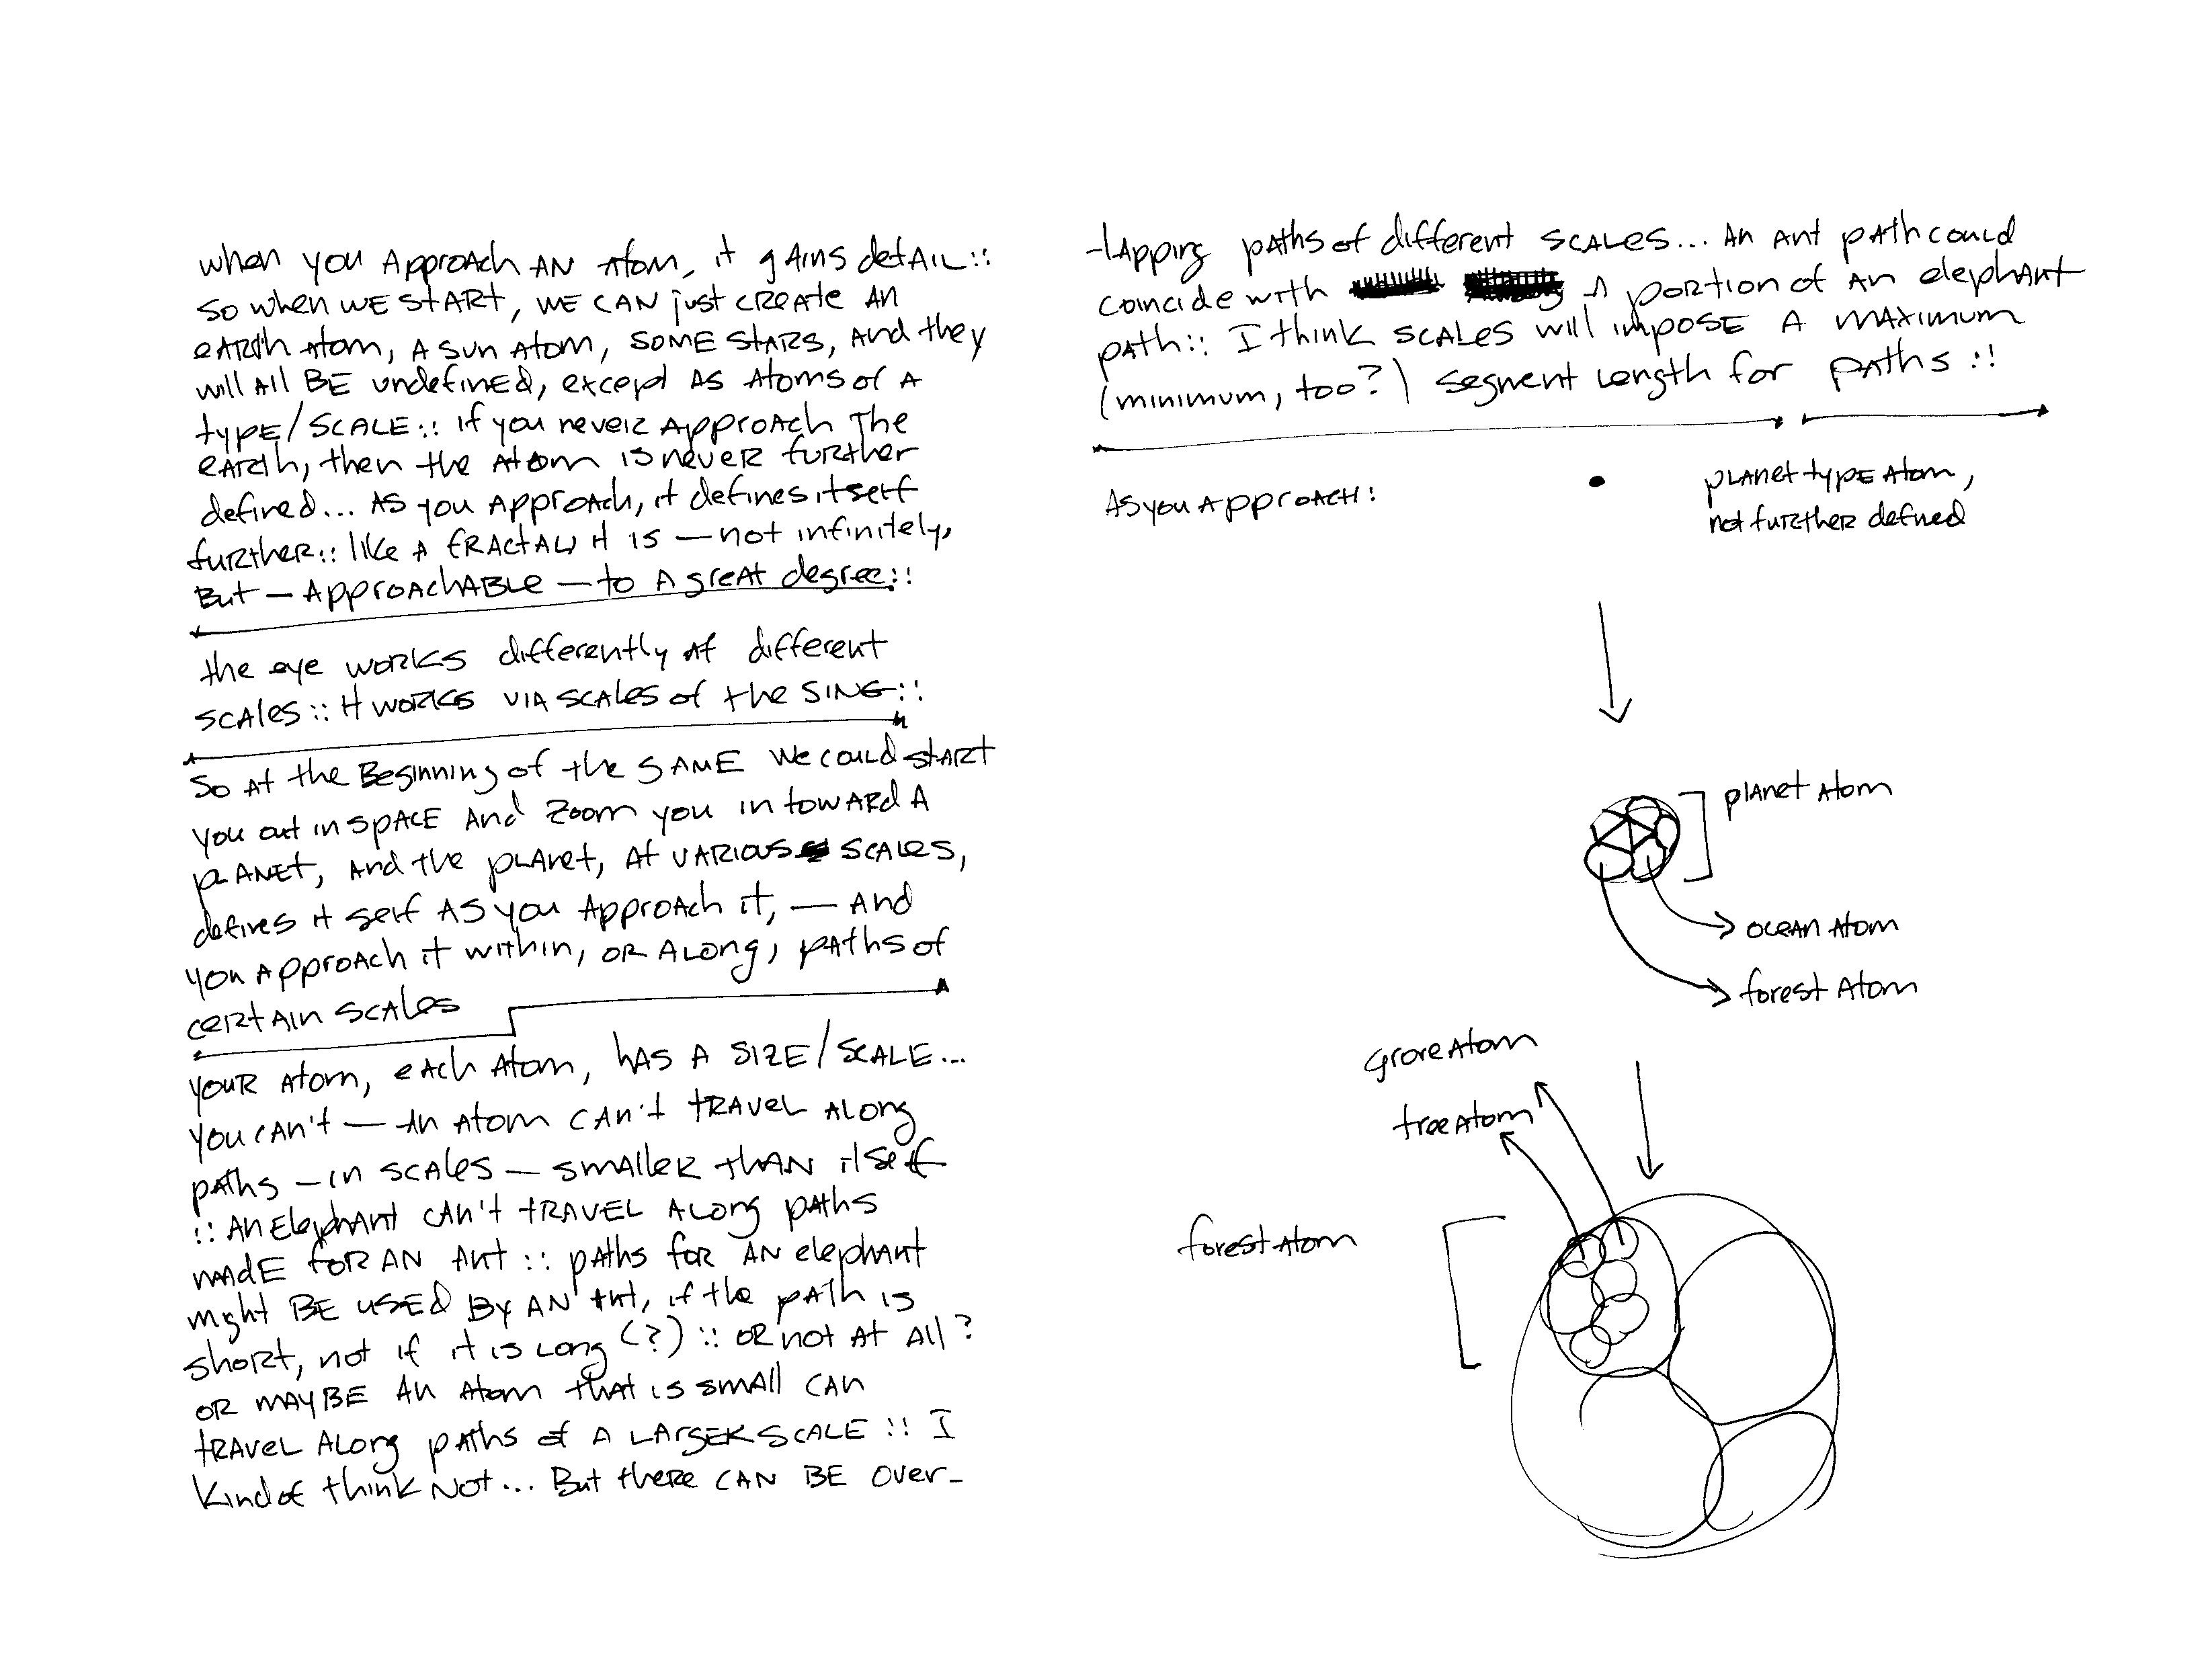 when you Approach AN Atom, it gAins detAIL::
So when we START, we CAN just CREATE AN
EARth Atom, A SUN Atom, SOME STARS, And they
will All BE undefined, except As Atoms of A
tyPE/SCALE:: if you never Approach The
EARth, then the Atom is never further
defined... As you Approach, it defines itself
further:: like A fractal, it is — not infinitely,
But — ApproachABLE — to A great degree::
the eye works differently At different
SCAles:: it works VIA SCAles of the SING::
So At the Beginning of the SAME we could START
you out in SPACE And Zoom you in towARd A
PLANET, And the PLANet, At VARIOUS SCALES,
defines it self As you Approach it, — And
you Approach it within, or Along, pAths of
certAin SCAles
YOUR Atom, eAch Atom, hAs A SIZE/SCALE...
you cAn't — An Atom CAn't TRAVEL ALong
pAths — in SCAles — smaller thAN itself
:: An Elephant CAn't TRAVEL ALong pAths
mAdE foR AN Ant :: pAths for AN elephAnt
might BE usEd By AN Ant, if the pAth is
short, not if it is Long (?) :: OR not At All?
OR MAYBE An Atom that is small CAn
TRAvel Along pAths of A LARGER SCALE :: I
Kind of think NOT... But there CAN BE Over-
-lApping pAths of different SCALES... An Ant pAth could
coincide with A portion of An elephAnt
pAth:: I think SCALES will impose A MAXIMUM
(minimum, too?) Segment Length for pAths ::
As you ApproACH:
plAnet typE Atom,
not further defined
plAnet Atom
OCEAN Atom
forest Atom
Grove Atom
tree Atom
forest Atom